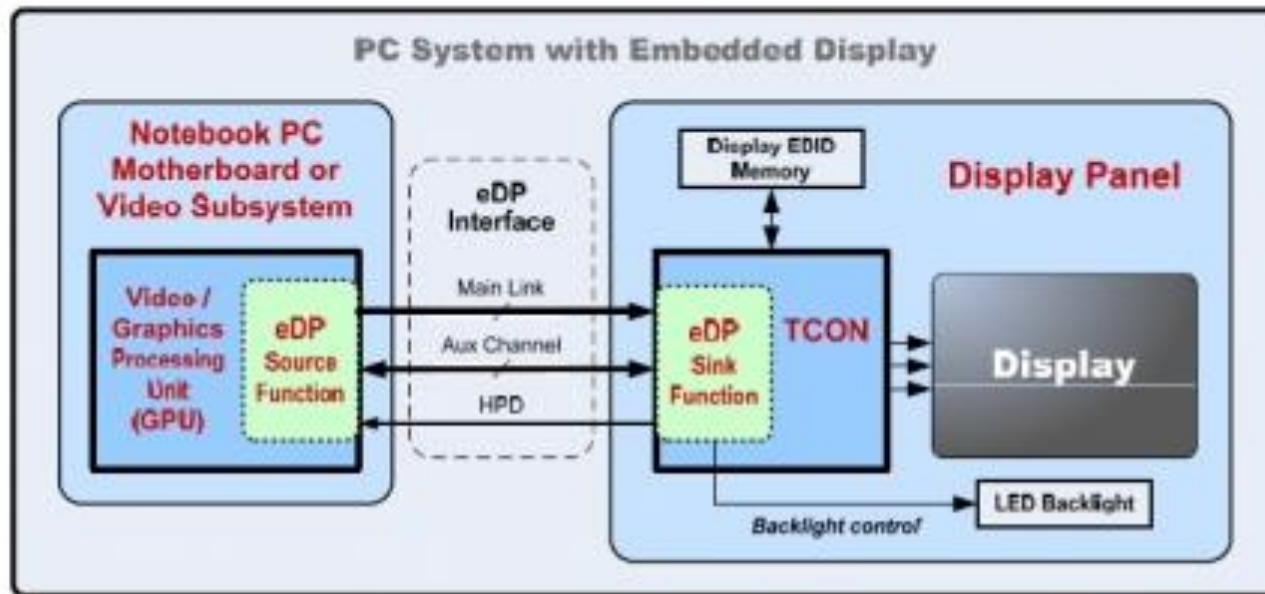 PC System with Embedded Display
Notebook PC
Motherboard or
Video Subsystem
eDP
Interface
Display EDID
Memory
Display Panel
Video /
Graphics
Processing
Unit
(GPU)
eDP
Source
Function
Main Link
Aux Channel
HPD
eDP
Sink
Function
TCON
Display
Backlight control
LED Backlight